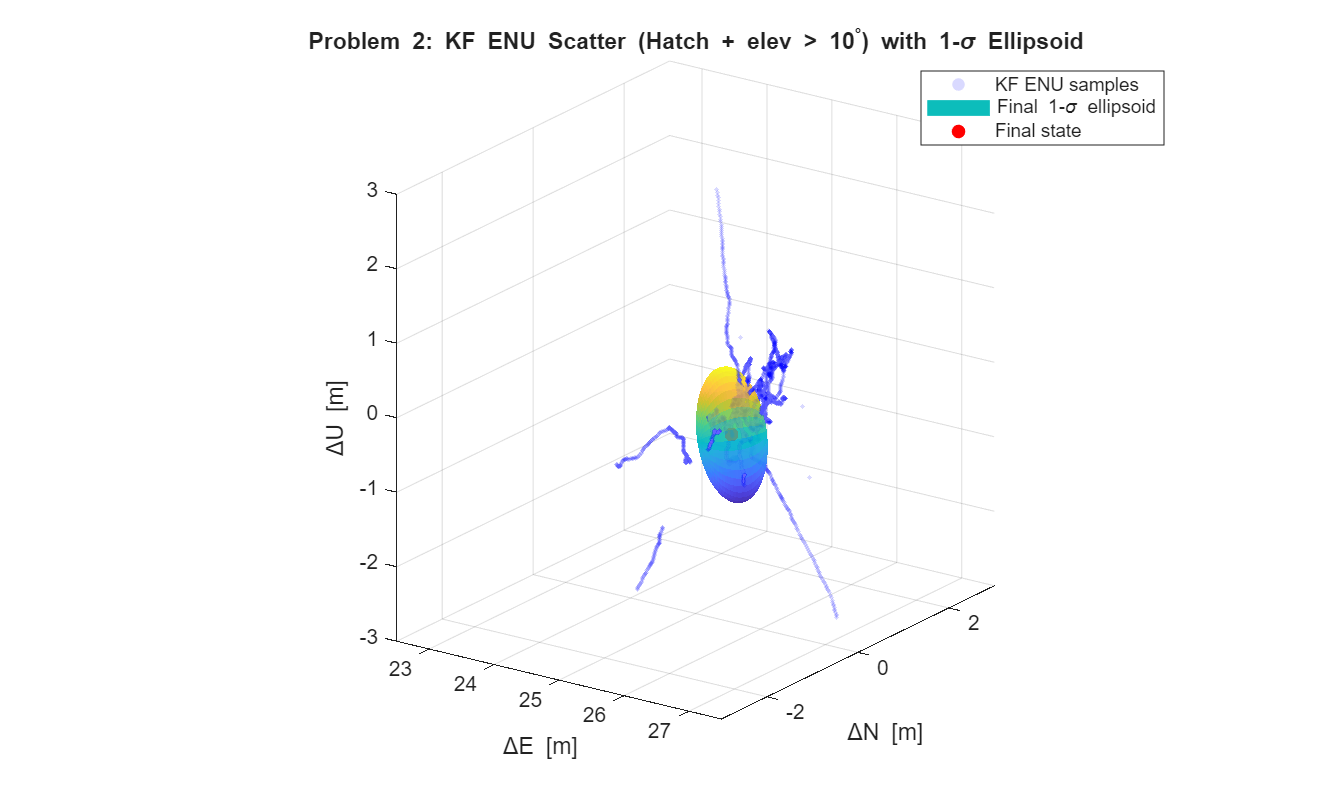 Problem 2: KF ENU Scatter (Hatch + elev > 10°) with 1-σ Ellipsoid
KF ENU samples
Final 1-σ ellipsoid
Final state
3
2
1
0
-1
-2
-3
ΔU [m]
23
24
25
26
27
ΔE [m]
-2
0
2
ΔN [m]